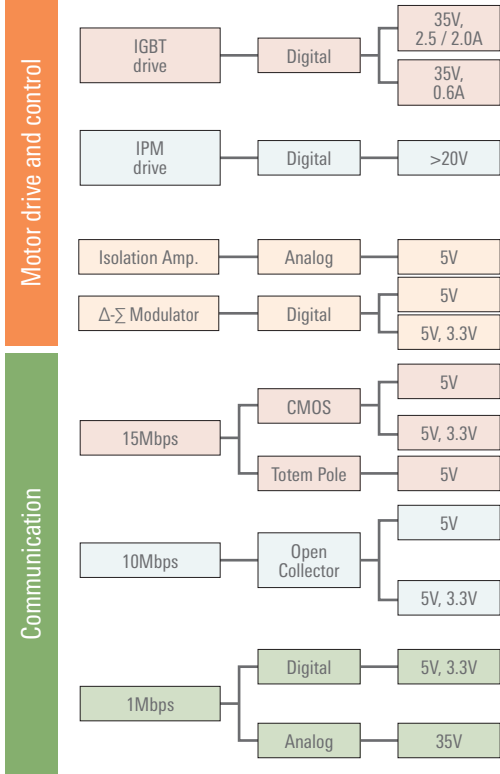 Motor drive and control
IGBT
drive
Digital
35V,
2.5 / 2.0A
35V,
0.6A
IPM
drive
Digital
>20V
Isolation Amp.
Analog
5V
Δ-∑ Modulator
Digital
5V
5V, 3.3V
Communication
15Mbps
CMOS
5V
5V, 3.3V
Totem Pole
5V
10Mbps
Open
Collector
5V
5V, 3.3V
1Mbps
Digital
5V, 3.3V
Analog
35V